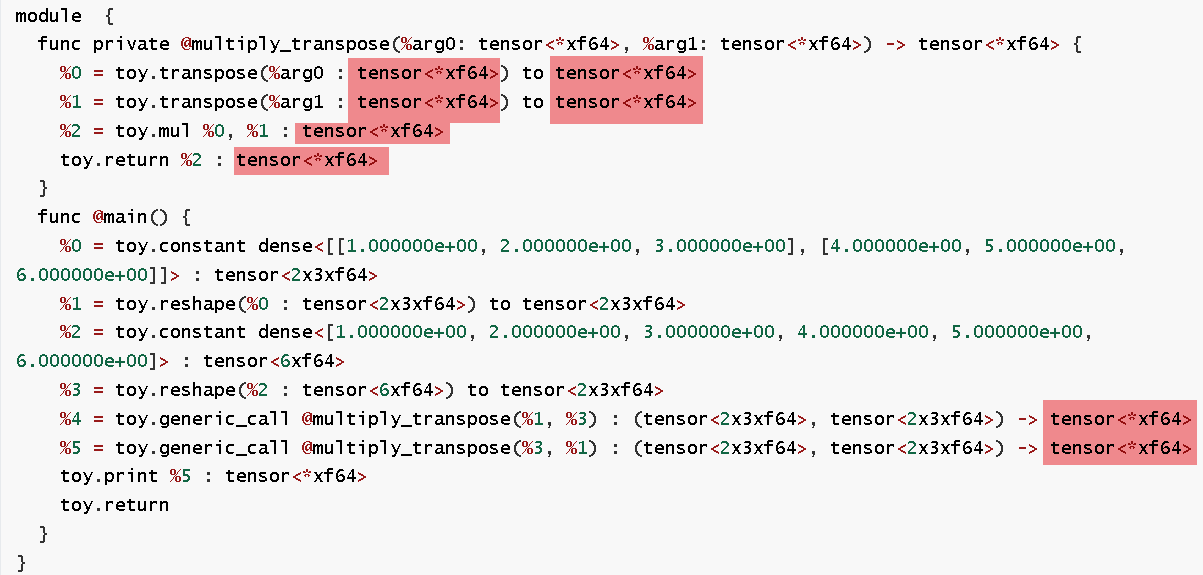 module  {
  func private @multiply_transpose(%arg0: tensor<*xf64>, %arg1: tensor<*xf64>) -> tensor<*xf64> {
    %0 = toy.transpose(%arg0 : tensor<*xf64>) to tensor<*xf64>
    %1 = toy.transpose(%arg1 : tensor<*xf64>) to tensor<*xf64>
    %2 = toy.mul %0, %1 : tensor<*xf64>
    toy.return %2 : tensor<*xf64>
  }
  func @main() {
    %0 = toy.constant dense<[[1.000000e+00, 2.000000e+00, 3.000000e+00], [4.000000e+00, 5.000000e+00,
6.000000e+00]]> : tensor<2x3xf64>
    %1 = toy.reshape(%0 : tensor<2x3xf64>) to tensor<2x3xf64>
    %2 = toy.constant dense<[1.000000e+00, 2.000000e+00, 3.000000e+00, 4.000000e+00, 5.000000e+00,
6.000000e+00]> : tensor<6xf64>
    %3 = toy.reshape(%2 : tensor<6xf64>) to tensor<2x3xf64>
    %4 = toy.generic_call @multiply_transpose(%1, %3) : (tensor<2x3xf64>, tensor<2x3xf64>) -> tensor<*xf64>
    %5 = toy.generic_call @multiply_transpose(%3, %1) : (tensor<2x3xf64>, tensor<2x3xf64>) -> tensor<*xf64>
    toy.print %5 : tensor<*xf64>
    toy.return
  }
}